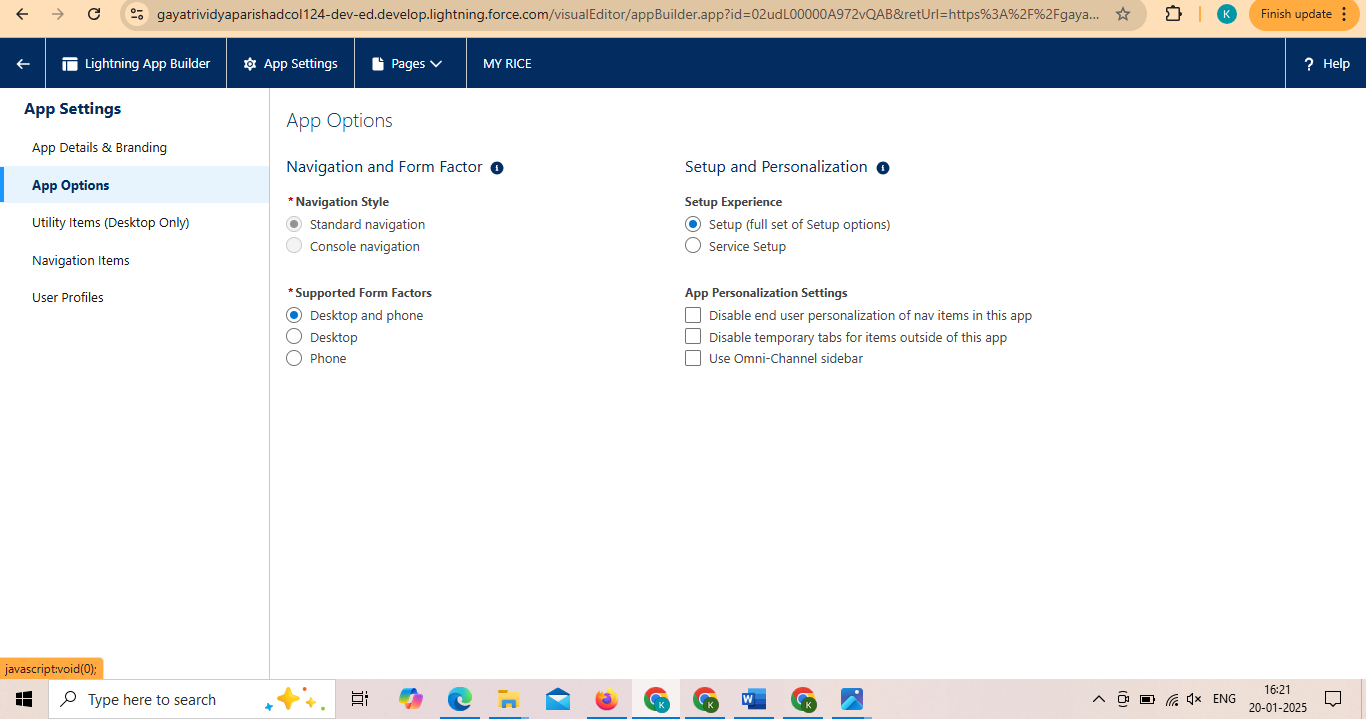 gayatrividyaparishadcol124-dev-ed.develop.lightning.force.com/visualEditor/appBuilder.app?id=02udL00000A972vQAB&retUrl=https%3A%2F%2Fgaya...
K
Finish update
Lightning App Builder
App Settings
Pages
MY RICE
? Help
App Settings
App Details & Branding
App Options
Utility Items (Desktop Only)
Navigation Items
User Profiles
App Options
Navigation and Form Factor
*Navigation Style
Standard navigation
Console navigation
*Supported Form Factors
Desktop and phone
Desktop
Phone
Setup and Personalization
Setup Experience
Setup (full set of Setup options)
Service Setup
App Personalization Settings
Disable end user personalization of nav items in this app
Disable temporary tabs for items outside of this app
Use Omni-Channel sidebar
javascript:void(0);
Type here to search
K
K
W
K
ENG
16:21
20-01-2025